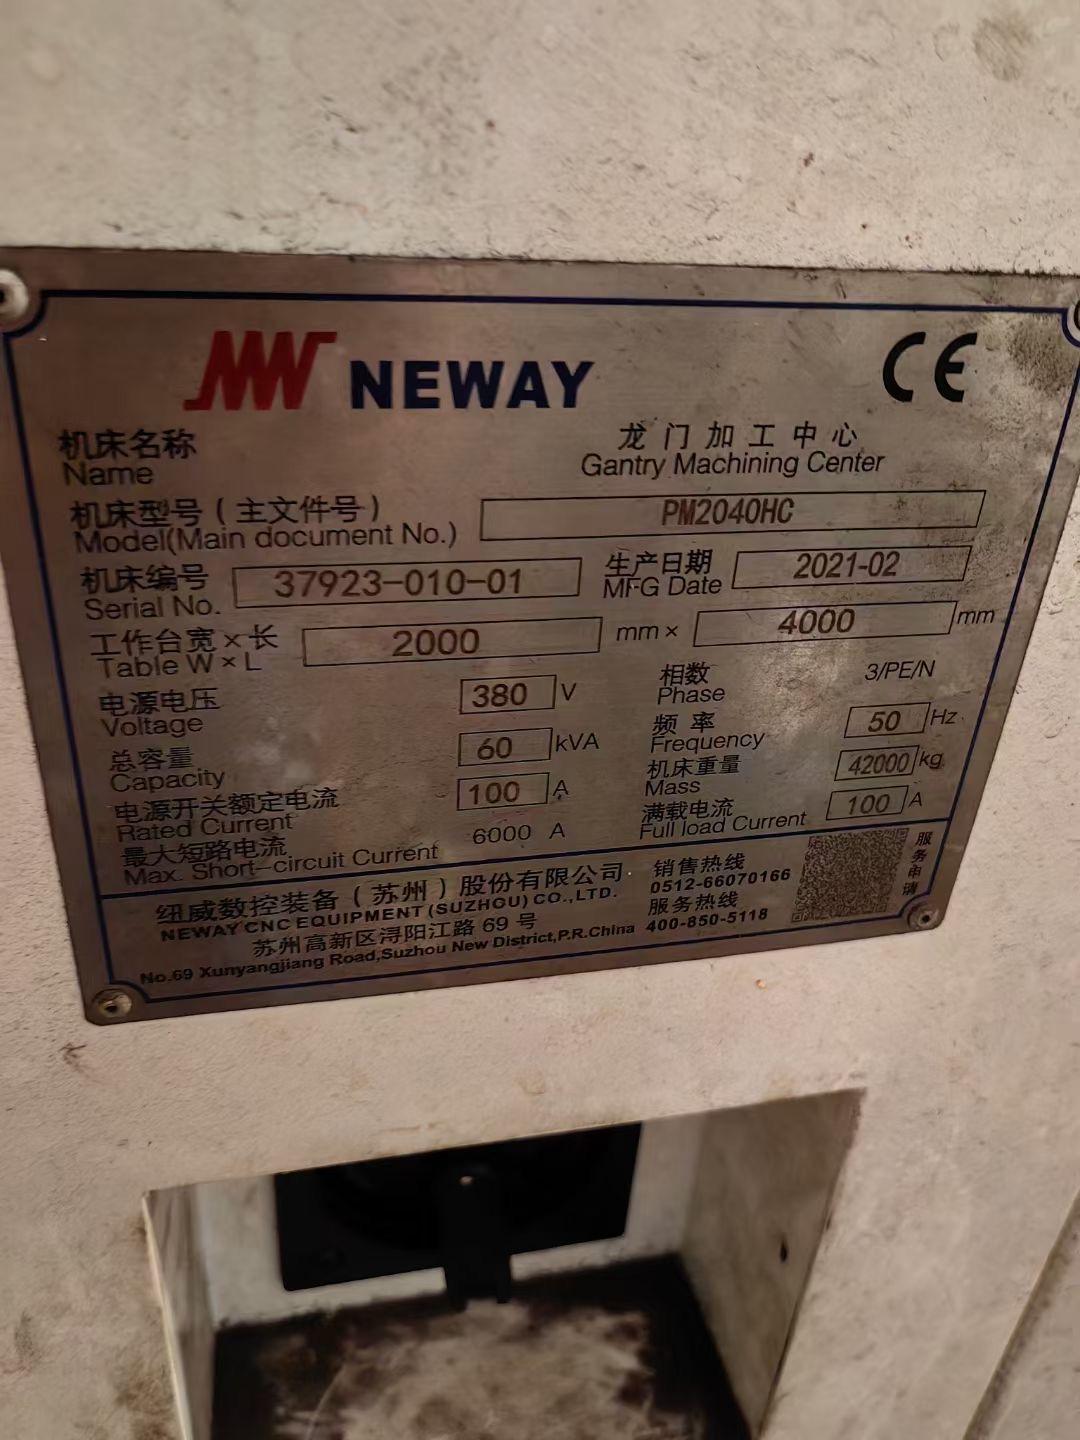 NEWAY
CE
机床名称 龙门加工中心
Name Gantry Machining Center
机床型号(主文件号) PM2040HC
Model(Main document No.)
机床编号 37923-010-01 生产日期 2021-02
Serial No. MFG Date
工作台宽×长 2000 mm× 4000 mm
Table W×L
电源电压 380 V 相数 3/PE/N
Voltage Phase
总容量 60 kVA 频率 50 Hz
Capacity Frequency
电源开关额定电流 100 A 机床重量 42000 kg
Rated Current Mass
最大短路电流 6000 A 满载电流 100 A
Max. Short-circuit Current Full load Current
纽威数控装备(苏州)股份有限公司 销售热线
NEWAY CNC EQUIPMENT (SUZHOU) CO.,LTD. 0512-66070166
苏州高新区浔阳江路 69 号 服务热线
No.69 Xunyangjiang Road,Suzhou New District,P.R.China 400-850-5118
服务申请